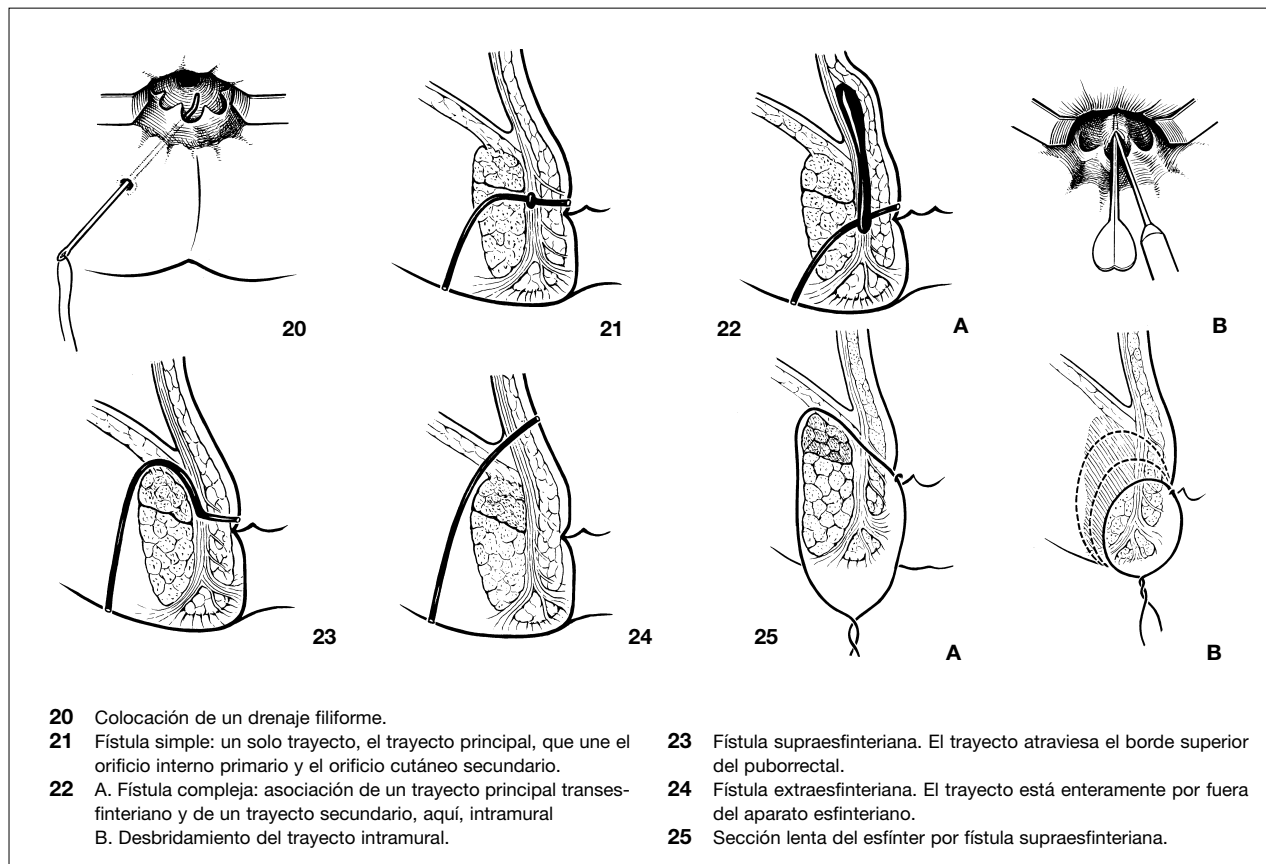 20
21
22
A
B
23
24
25
A
B
20 Colocación de un drenaje filiforme.
21 Fístula simple: un solo trayecto, el trayecto principal, que une el
orificio interno primario y el orificio cutáneo secundario.
22 A. Fístula compleja: asociación de un trayecto principal transes-
finteriano y de un trayecto secundario, aquí, intramural
B. Desbridamiento del trayecto intramural.
23 Fístula supraesfinteriana. El trayecto atraviesa el borde superior
del puborrectal.
24 Fístula extraesfinteriana. El trayecto está enteramente por fuera
del aparato esfinteriano.
25 Sección lenta del esfínter por fístula supraesfinteriana.